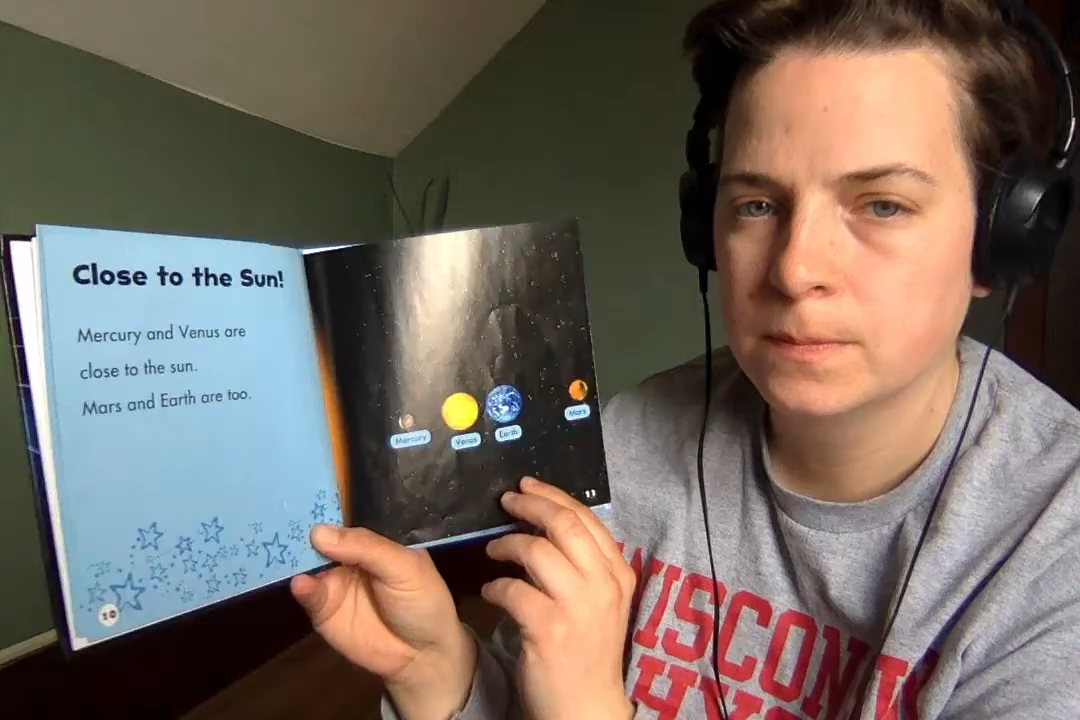 Close to the Sun!
Mercury and Venus are
close to the sun.
Mars and Earth are too.
10
Mercury
Venus
Earth
Mars
11